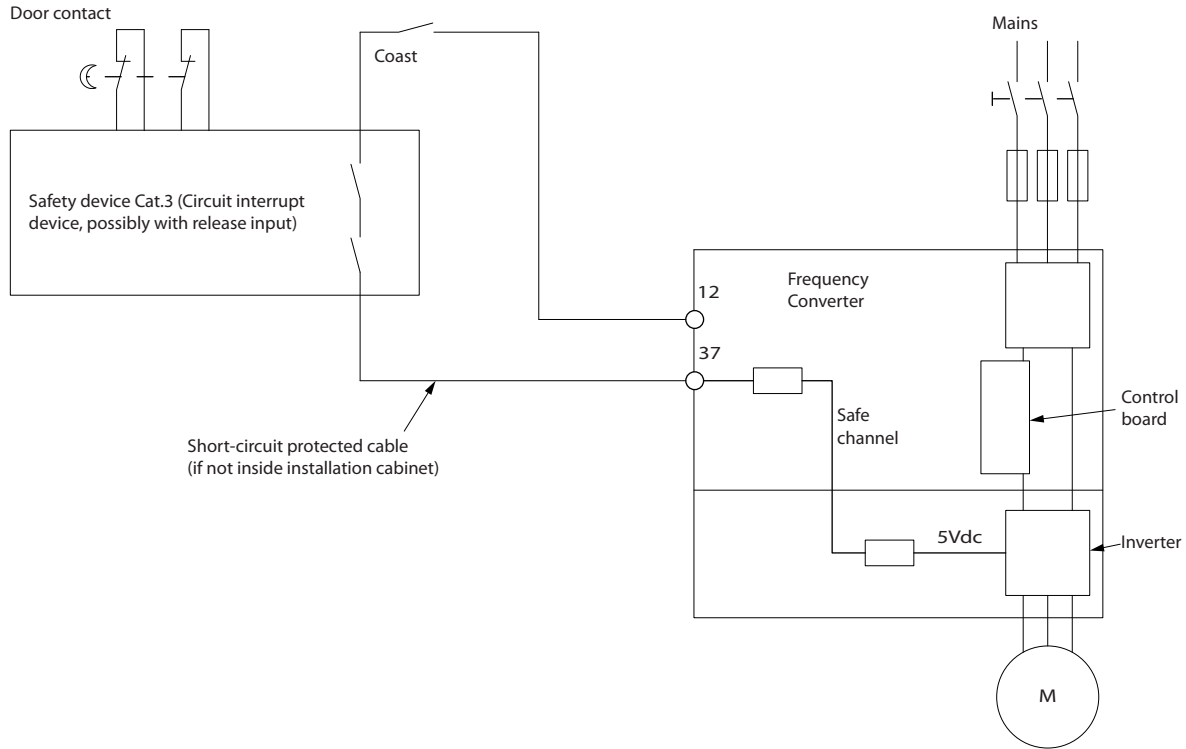 Door contact
Coast
Mains
Safety device Cat.3 (Circuit interrupt
device, possibly with release input)
Frequency
Converter
12
37
Safe
channel
Control
board
Short-circuit protected cable
(if not inside installation cabinet)
5Vdc
Inverter
M